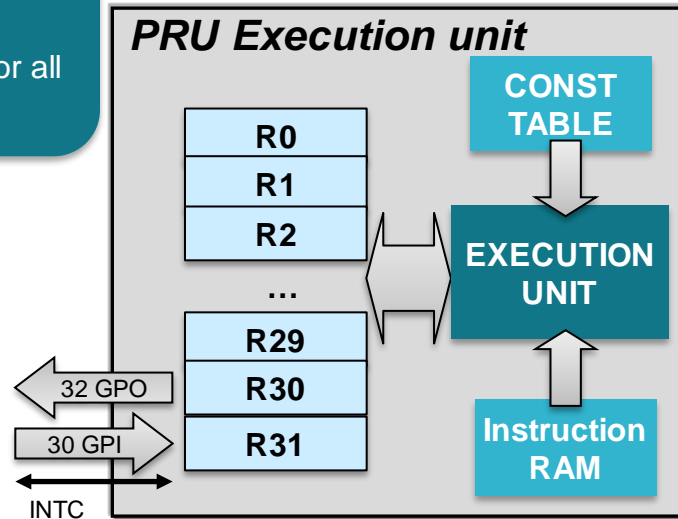 or all
PRU Execution unit
R0
R1
R2
...
R29
R30
R31
32 GPO
30 GPI
INTC
CONST
TABLE
EXECUTION
UNIT
Instruction
RAM